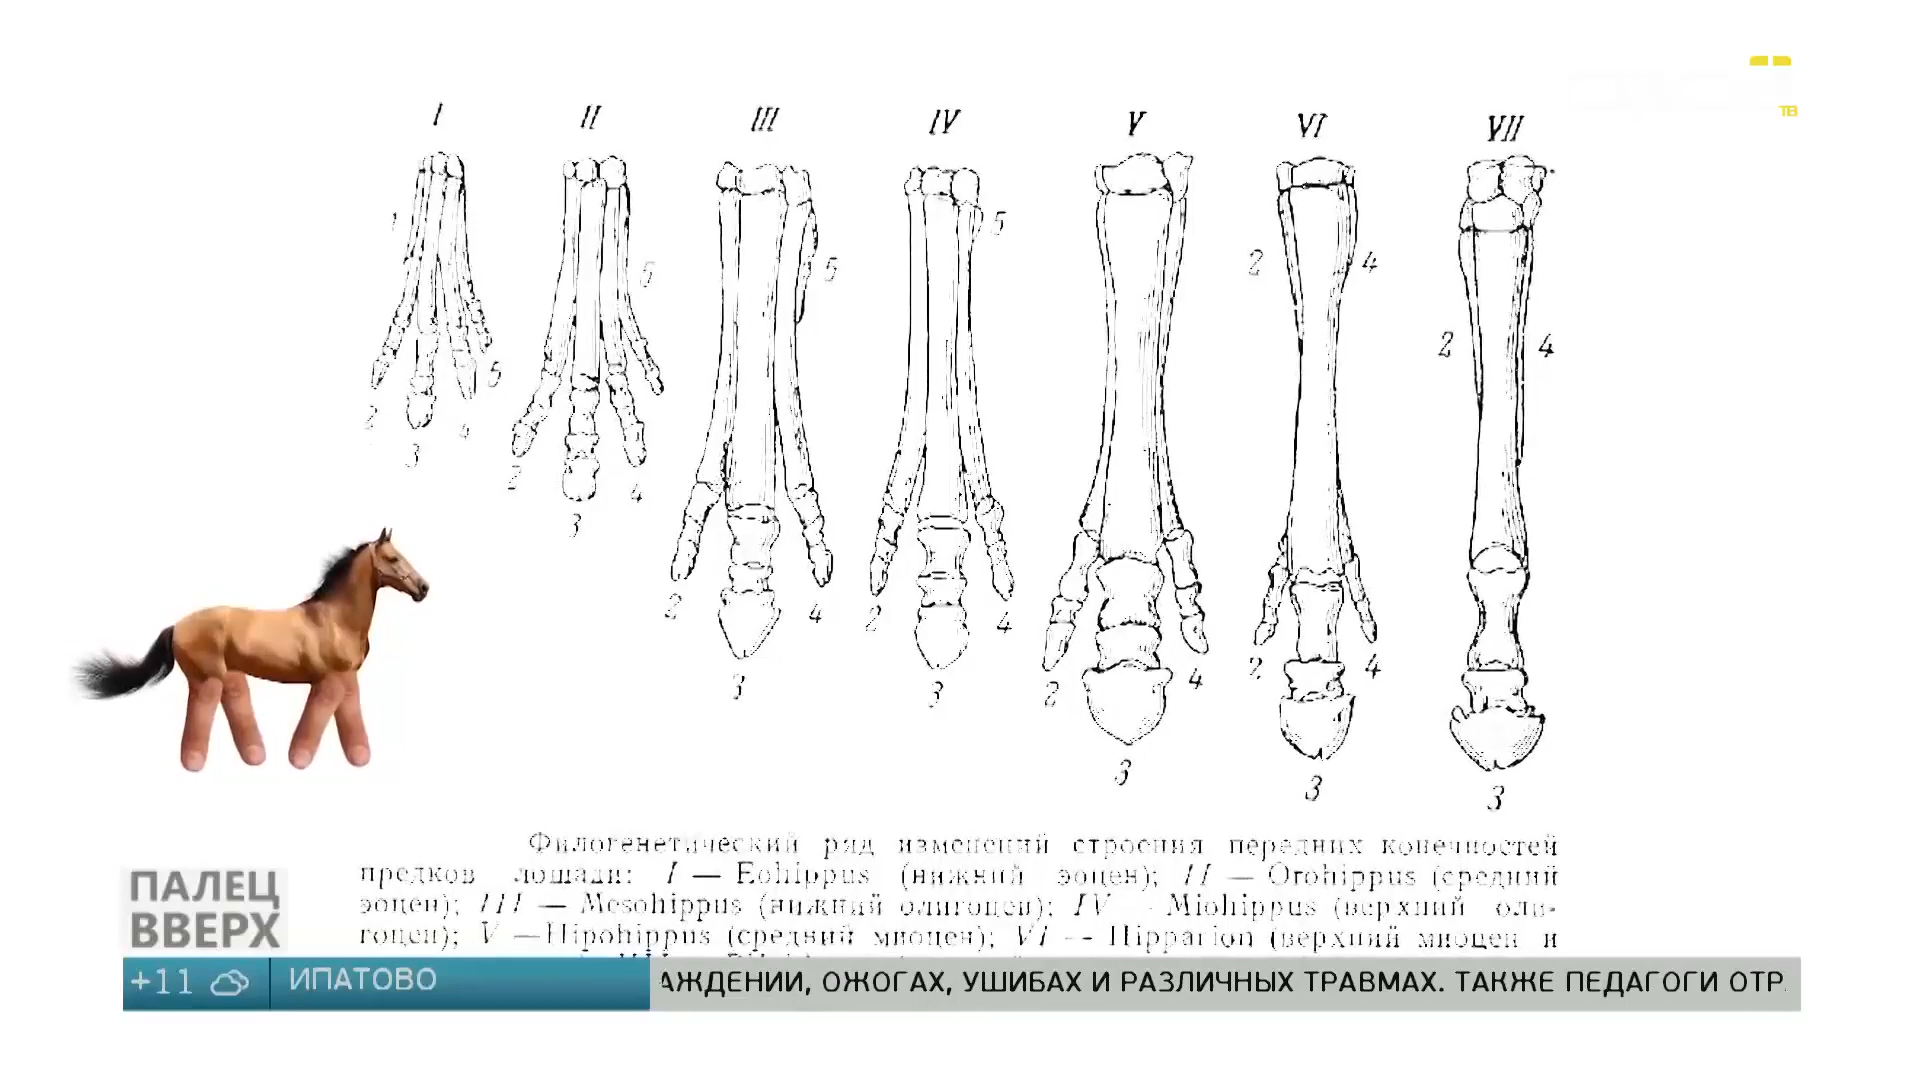 I II III IV V VI VII
ТВ
1 5 5 5 2 4 2 4
5
2 3 4 2 3 4 2 3 4 2 3 4 2 3 4 2 3 4 3
Филогенетический ряд изменений строения передних конечностей
предков лошади: I — Eohippus (нижний эоцен); II — Orohippus (средний
эоцен); III — Mesohippus (нижний олигоцен); IV — Miohippus (верхний оли-
гоцен); V — Hipohippus (средний миоцен); VI — Hipparion (верхний миоцен и
ПАЛЕЦ
ВВЕРХ
+11 ИПАТОВО АЖДЕНИИ, ОЖОГАХ, УШИБАХ И РАЗЛИЧНЫХ ТРАВМАХ. ТАКЖЕ ПЕДАГОГИ ОТР